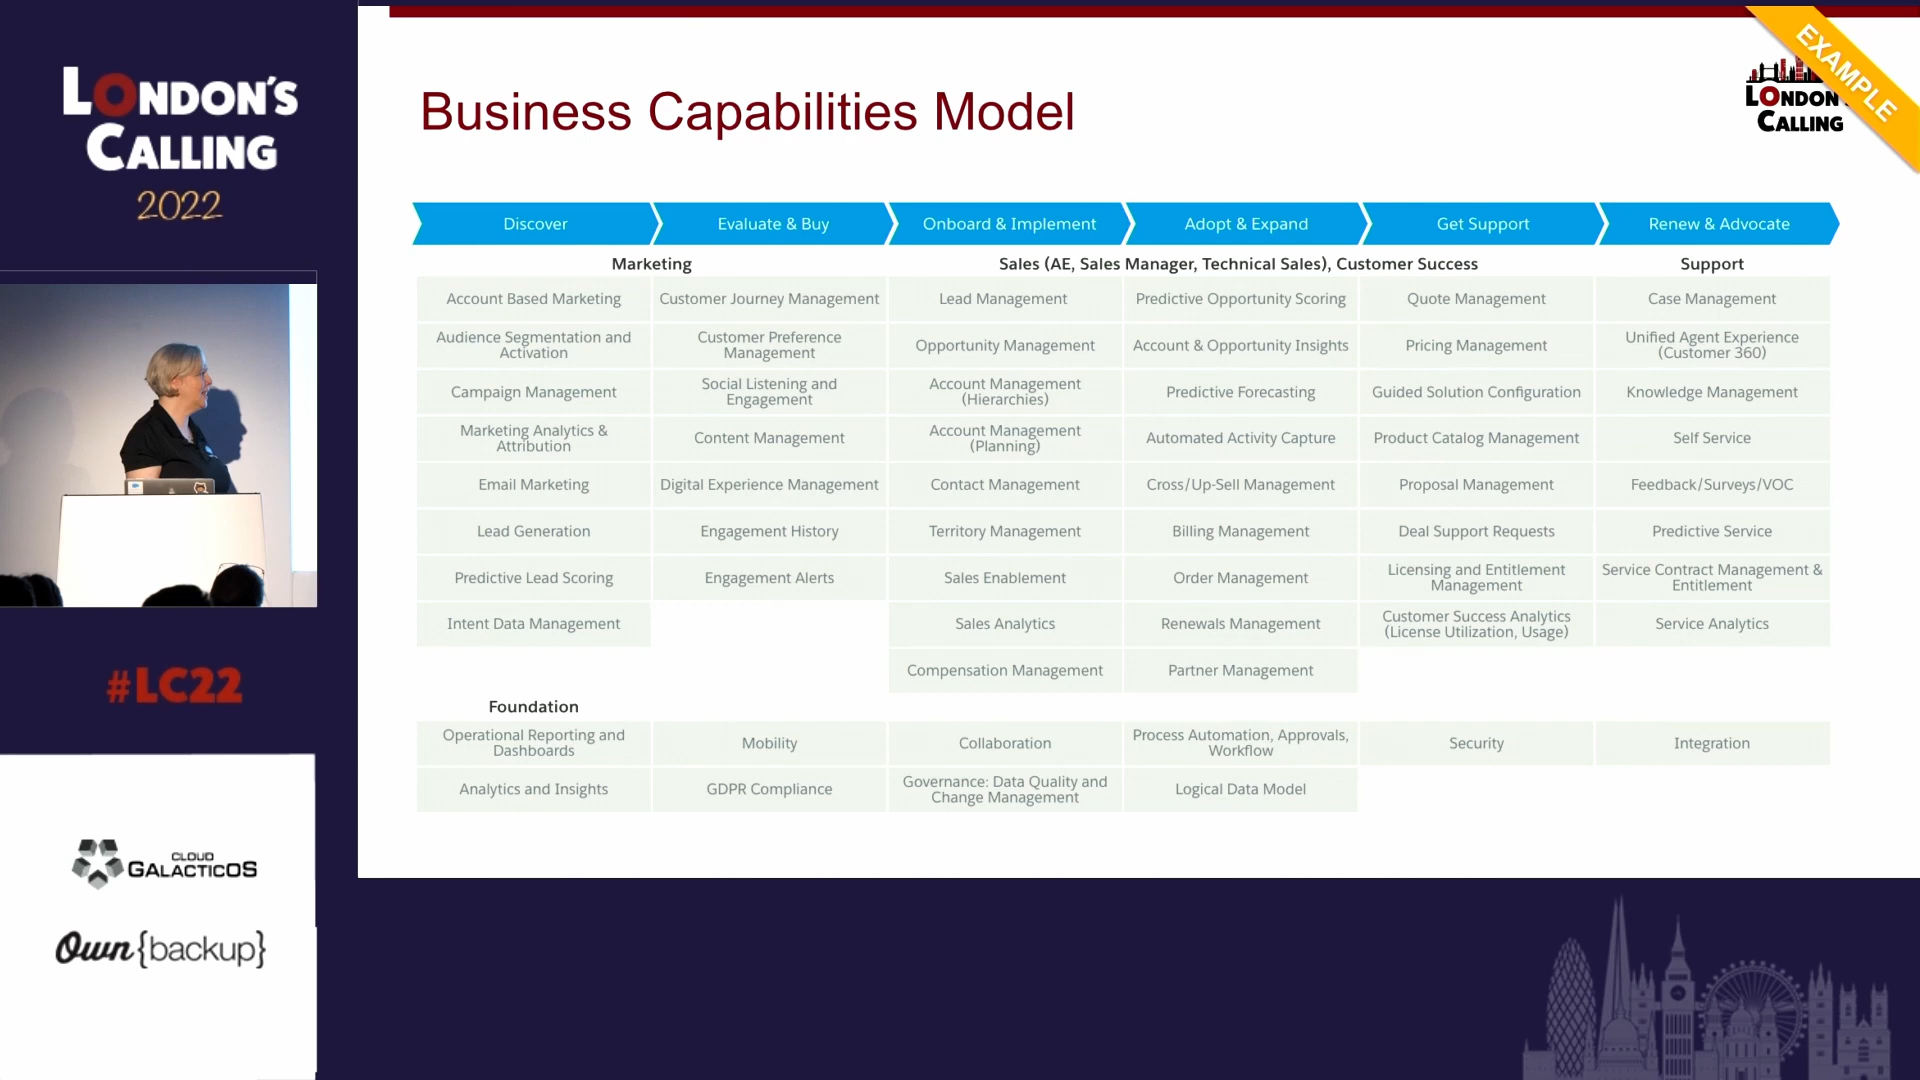 LONDON'S
CALLING
2022
#LC22
CLOUD
GALACTICOS
Own{backup}
EXAMPLE
LONDON
CALLING
Business Capabilities Model
Discover
Evaluate & Buy
Onboard & Implement
Adopt & Expand
Get Support
Renew & Advocate
Marketing
Sales (AE, Sales Manager, Technical Sales), Customer Success
Support
Account Based Marketing
Customer Journey Management
Lead Management
Predictive Opportunity Scoring
Quote Management
Case Management
Audience Segmentation and
Activation
Customer Preference
Management
Opportunity Management
Account & Opportunity Insights
Pricing Management
Unified Agent Experience
(Customer 360)
Campaign Management
Social Listening and
Engagement
Account Management
(Hierarchies)
Predictive Forecasting
Guided Solution Configuration
Knowledge Management
Marketing Analytics &
Attribution
Content Management
Account Management
(Planning)
Automated Activity Capture
Product Catalog Management
Self Service
Email Marketing
Digital Experience Management
Contact Management
Cross/Up-Sell Management
Proposal Management
Feedback/Surveys/VOC
Lead Generation
Engagement History
Territory Management
Billing Management
Deal Support Requests
Predictive Service
Predictive Lead Scoring
Engagement Alerts
Sales Enablement
Order Management
Licensing and Entitlement
Management
Service Contract Management &
Entitlement
Intent Data Management
Sales Analytics
Renewals Management
Customer Success Analytics
(License Utilization, Usage)
Service Analytics
Compensation Management
Partner Management
Foundation
Operational Reporting and
Dashboards
Mobility
Collaboration
Process Automation, Approvals,
Workflow
Security
Integration
Analytics and Insights
GDPR Compliance
Governance: Data Quality and
Change Management
Logical Data Model